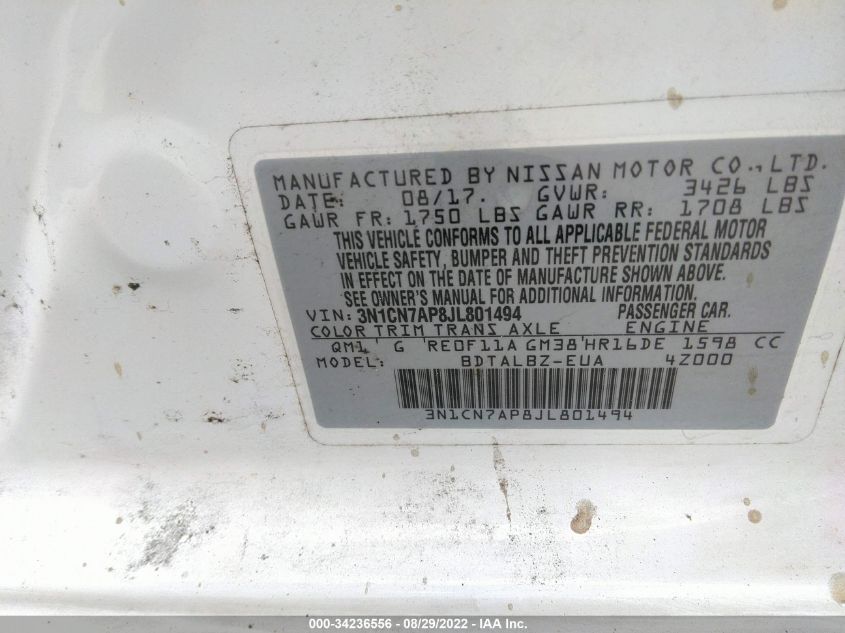 MANUFACTURED BY NISSAN MOTOR CO.,LTD.
DATE: 08/17. GVWR: 3426 LBS
GAWR FR: 1750 LBS GAWR RR: 1708 LBS
THIS VEHICLE CONFORMS TO ALL APPLICABLE FEDERAL MOTOR
VEHICLE SAFETY, BUMPER AND THEFT PREVENTION STANDARDS
IN EFFECT ON THE DATE OF MANUFACTURE SHOWN ABOVE.
SEE OWNER'S MANUAL FOR ADDITIONAL INFORMATION.
VIN: 3N1CN7AP8JL801494 PASSENGER CAR.
COLOR TRIM TRANS AXLE ENGINE
QM1 G RE0F11A GM38 HR16DE 1598 CC
MODEL: BDTALBZ-EUA 4Z000
3N1CN7AP8JL801494
000-34236556 - 08/29/2022 - IAA Inc.